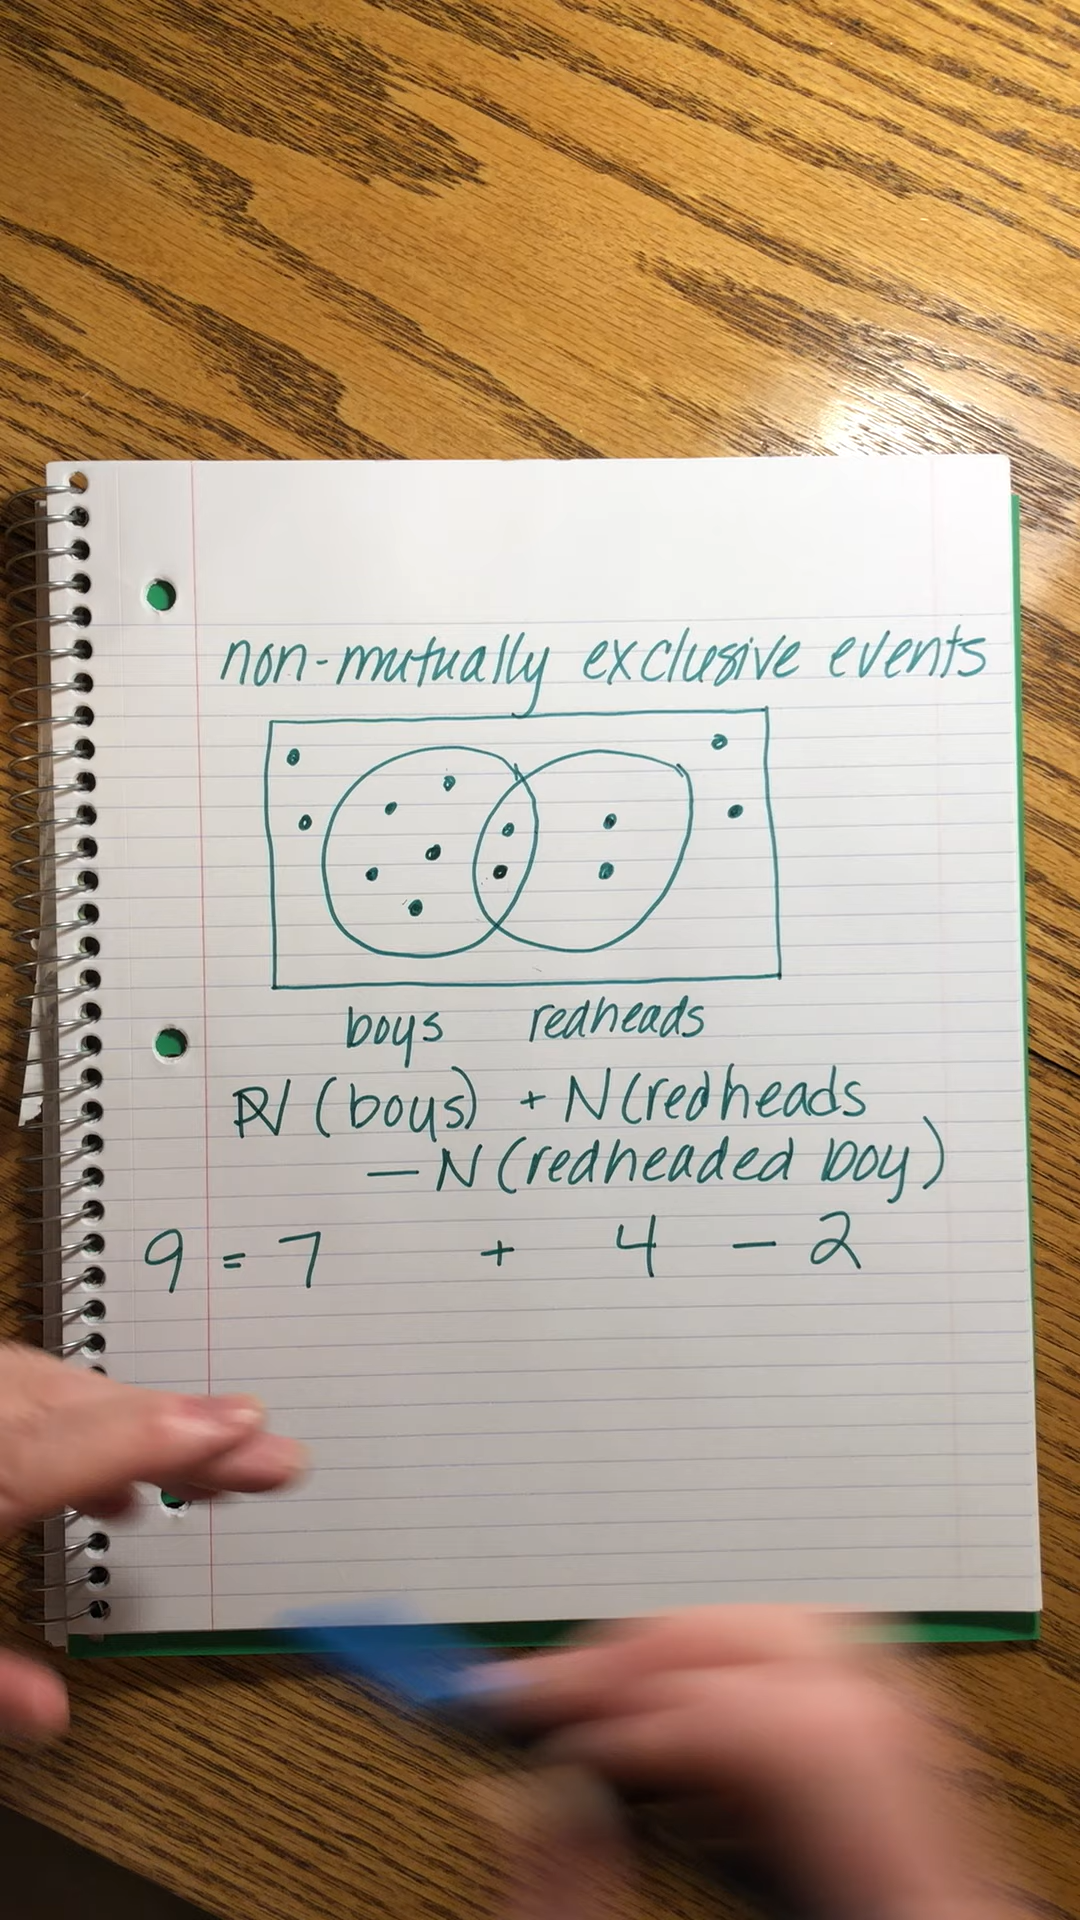 non-mutually exclusive events
boys redheads
N (boys) + N(redheads
— N (redheaded boy)
9 = 7 + 4 - 2